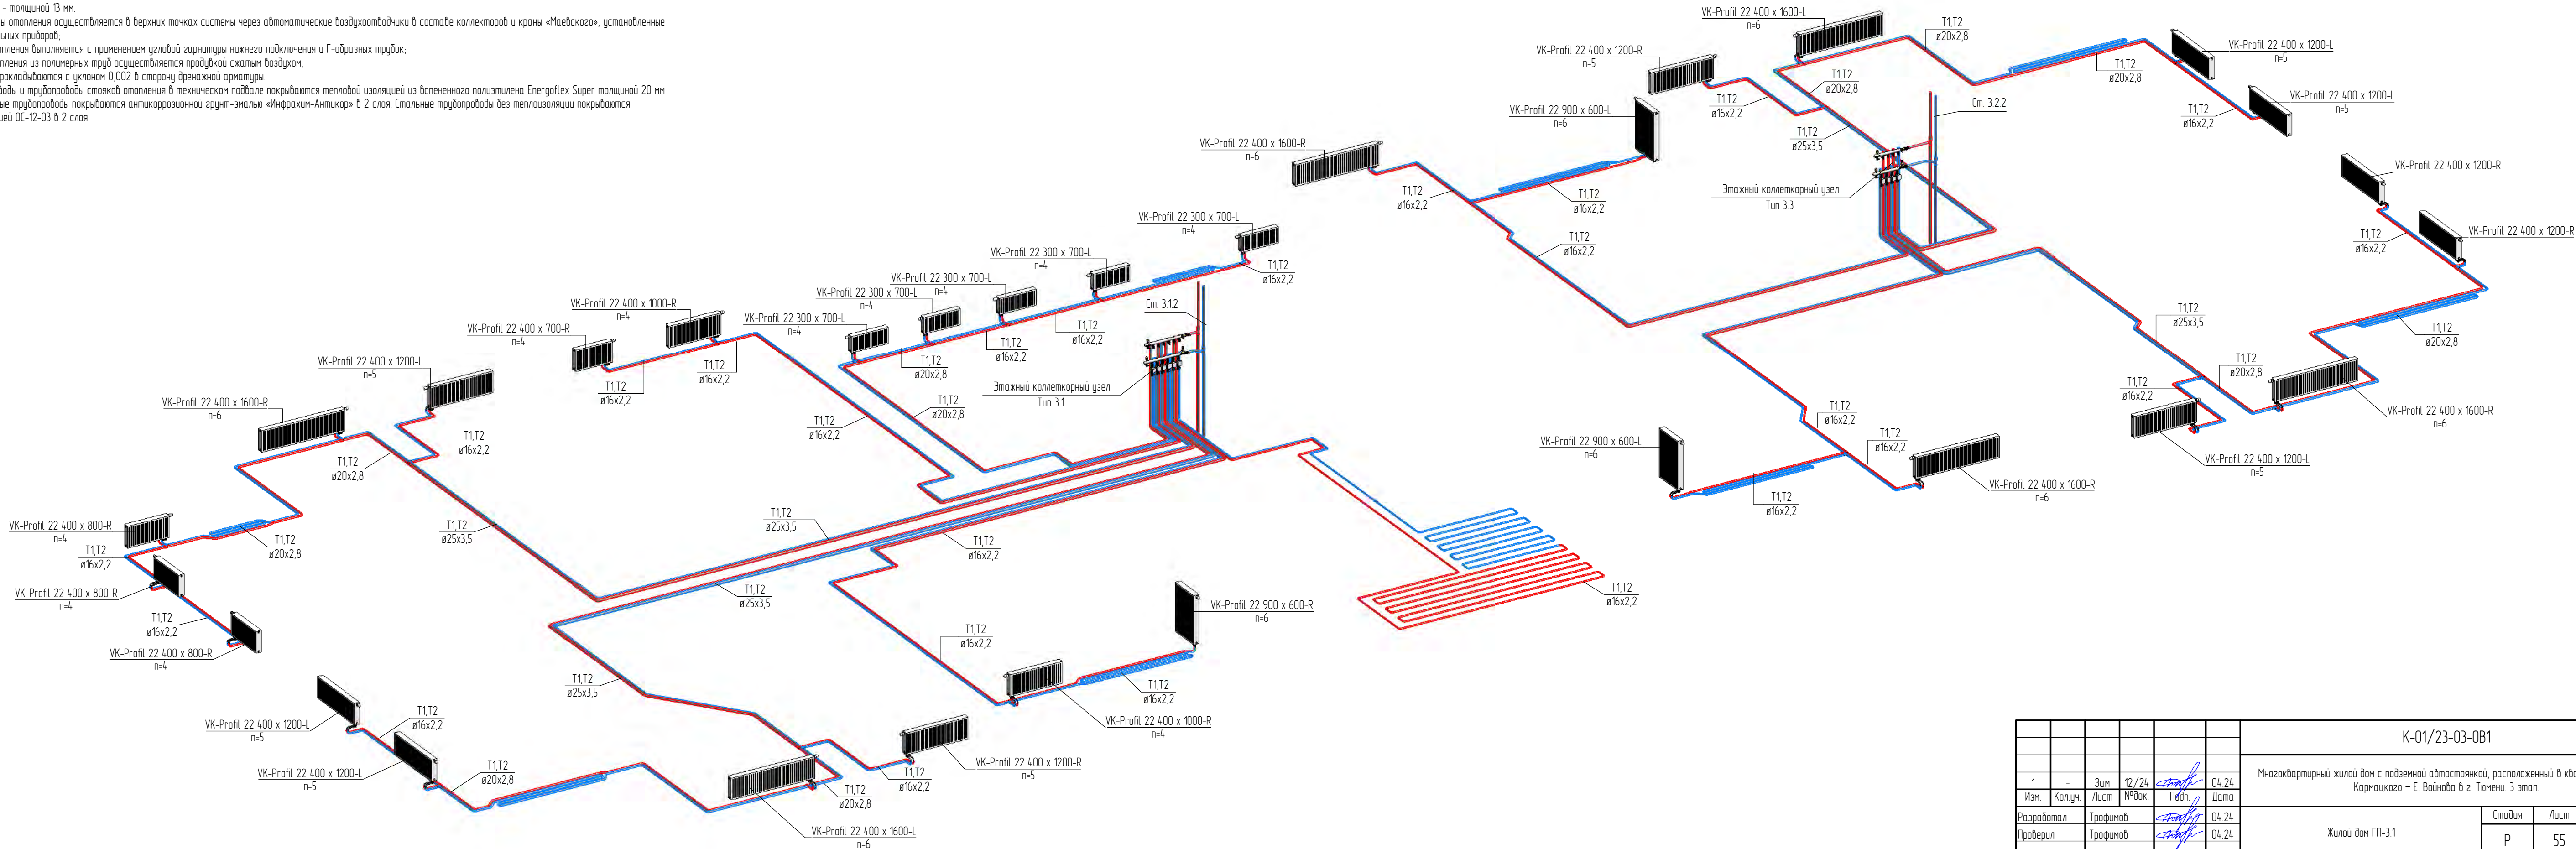 - толщиной 13 мм.
ы отопления осуществляется в верхних точках системы через автоматические воздухоотводчики в составе коллекторов и краны «Маевского», установленные
ьных приборов;
опления выполняется с применением угловой гарнитуры нижнего подключения и Г-образных трубок;
опления из полимерных труб осуществляется продувкой сжатым воздухом;
рокладываются с уклоном 0,002 в сторону дренажной арматуры.
воды и трубопроводы стояков отопления в техническом подвале покрываются тепловой изоляцией из вспененного полиэтилена Energoflex Super толщиной 20 мм
ные трубопроводы покрываются антикоррозионной грунт-эмалью «Инфрахим-Антикор» в 2 слоя. Стальные трубопроводы без теплоизоляции покрываются
ией ОС-12-03 в 2 слоя.
VK-Profil 22 400 x 1600-L
n=6
VK-Profil 22 400 x 1200-R
n=5
VK-Profil 22 900 x 600-L
n=6
VK-Profil 22 400 x 1600-R
n=6
T1,T2
ø20x2,8
T1,T2
ø20x2,8
T1,T2
ø16x2,2
T1,T2
ø25x3,5
T1,T2
ø20x2,8
VK-Profil 22 400 x 1200-L
n=5
VK-Profil 22 400 x 1200-L
n=5
T1,T2
ø16x2,2
Ст. 3.2.2
VK-Profil 22 400 x 1200-R
n=5
VK-Profil 22 400 x 1200-R
n=5
T1,T2
ø16x2,2
T1,T2
ø16x2,2
T1,T2
ø16x2,2
T1,T2
ø16x2,2
Этажный коллеткорный узел
Тип 3.3
T1,T2
ø25x3,5
T1,T2
ø20x2,8
T1,T2
ø20x2,8
T1,T2
ø16x2,2
VK-Profil 22 400 x 1600-R
n=6
VK-Profil 22 400 x 1200-L
n=5
T1,T2
ø16x2,2
T1,T2
ø16x2,2
VK-Profil 22 400 x 1600-R
n=6
VK-Profil 22 900 x 600-L
n=6
T1,T2
ø16x2,2
VK-Profil 22 300 x 700-L
n=4
VK-Profil 22 300 x 700-L
n=4
VK-Profil 22 300 x 700-L
n=4
VK-Profil 22 300 x 700-L
n=4
VK-Profil 22 300 x 700-L
n=4
T1,T2
ø16x2,2
T1,T2
ø16x2,2
T1,T2
ø16x2,2
T1,T2
ø20x2,8
T1,T2
ø20x2,8
Ст. 3.1.2
Этажный коллеткорный узел
Тип 3.1
VK-Profil 22 400 x 1000-R
n=4
VK-Profil 22 400 x 700-R
n=4
T1,T2
ø16x2,2
T1,T2
ø16x2,2
T1,T2
ø16x2,2
VK-Profil 22 400 x 1200-L
n=5
VK-Profil 22 400 x 1600-R
n=6
T1,T2
ø16x2,2
T1,T2
ø20x2,8
T1,T2
ø25x3,5
T1,T2
ø25x3,5
VK-Profil 22 400 x 800-R
n=4
T1,T2
ø16x2,2
T1,T2
ø20x2,8
VK-Profil 22 400 x 800-R
n=4
T1,T2
ø16x2,2
VK-Profil 22 400 x 800-R
n=4
T1,T2
ø16x2,2
T1,T2
ø25x3,5
T1,T2
ø16x2,2
T1,T2
ø16x2,2
VK-Profil 22 900 x 600-R
n=6
T1,T2
ø16x2,2
VK-Profil 22 400 x 1000-R
n=4
T1,T2
ø25x3,5
VK-Profil 22 400 x 1200-L
n=5
T1,T2
ø16x2,2
VK-Profil 22 400 x 1200-L
n=5
T1,T2
ø20x2,8
VK-Profil 22 400 x 1200-R
n=5
T1,T2
ø16x2,2
T1,T2
ø20x2,8
VK-Profil 22 400 x 1600-L
n=6
К-01/23-03-ОВ1
Многоквартирный жилой дом с подземной автостоянкой, расположенный в ква
Кармацкого – Е. Войнова в г. Тюмени. 3 этап.
1 - Зам 12/24 04.24
Изм. Кол.уч. Лист №док. Подп. Дата
Разработал Трофимов 04.24
Проверил Трофимов 04.24
Жилой дом ГП-3.1
Стадия Лист
Р 55